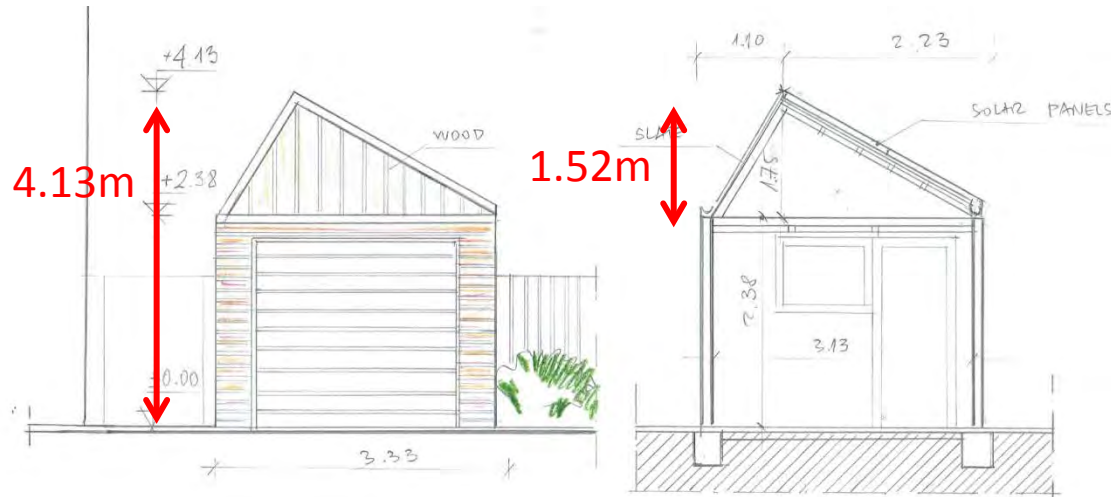 +4.13
WOOD
4.13m
+2.38
±0.00
3.33
1.10
2.23
SOLAR PANELS
1.52m
1.75
2.38
3.13